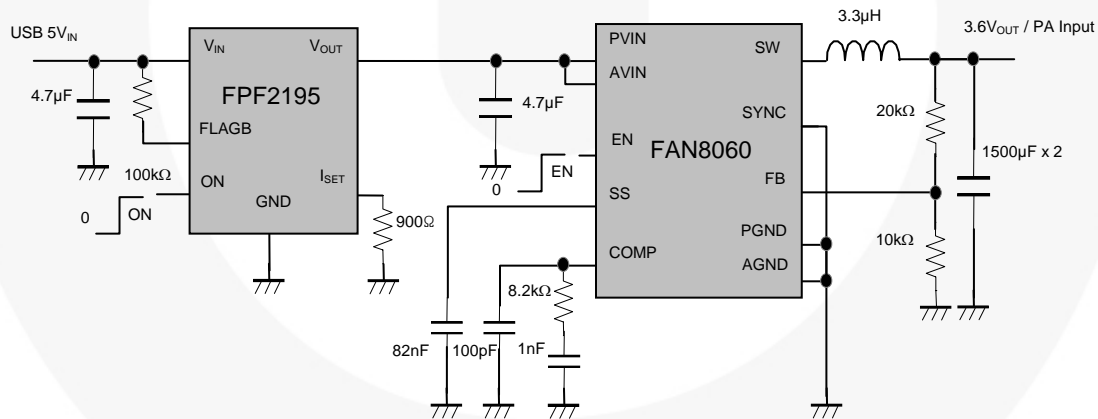 USB 5VIN
4.7µF
100kΩ
0
ON
VIN
VOUT
FPF2195
FLAGB
ON
ISET
GND
900Ω
4.7µF
0
EN
82nF
100pF
8.2kΩ
1nF
PVIN
SW
AVIN
SYNC
EN
FAN8060
SS
FB
PGND
COMP
AGND
3.3µH
3.6VOUT / PA Input
20kΩ
1500µF x 2
10kΩ